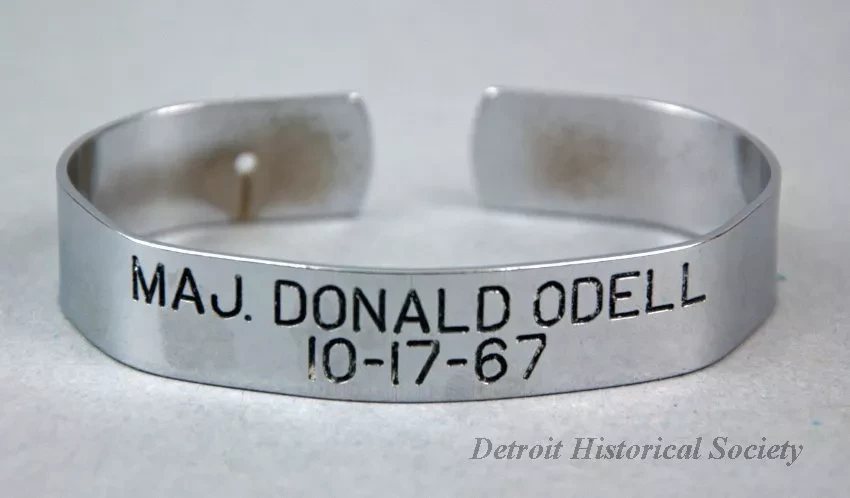 MAJ. DONALD ODELL
10-17-67
Detroit Historical Society